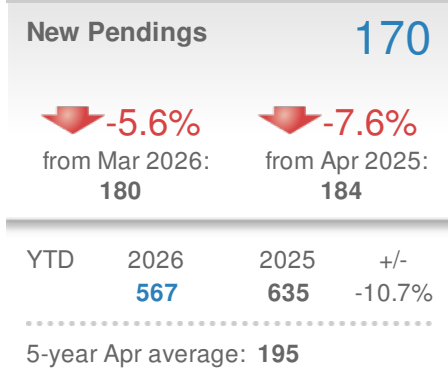 New Pendings 170
-5.6% -7.6%
from Mar 2026: from Apr 2025:
180 184
YTD 2026 2025 +/-
567 635 -10.7%
5-year Apr average: 195